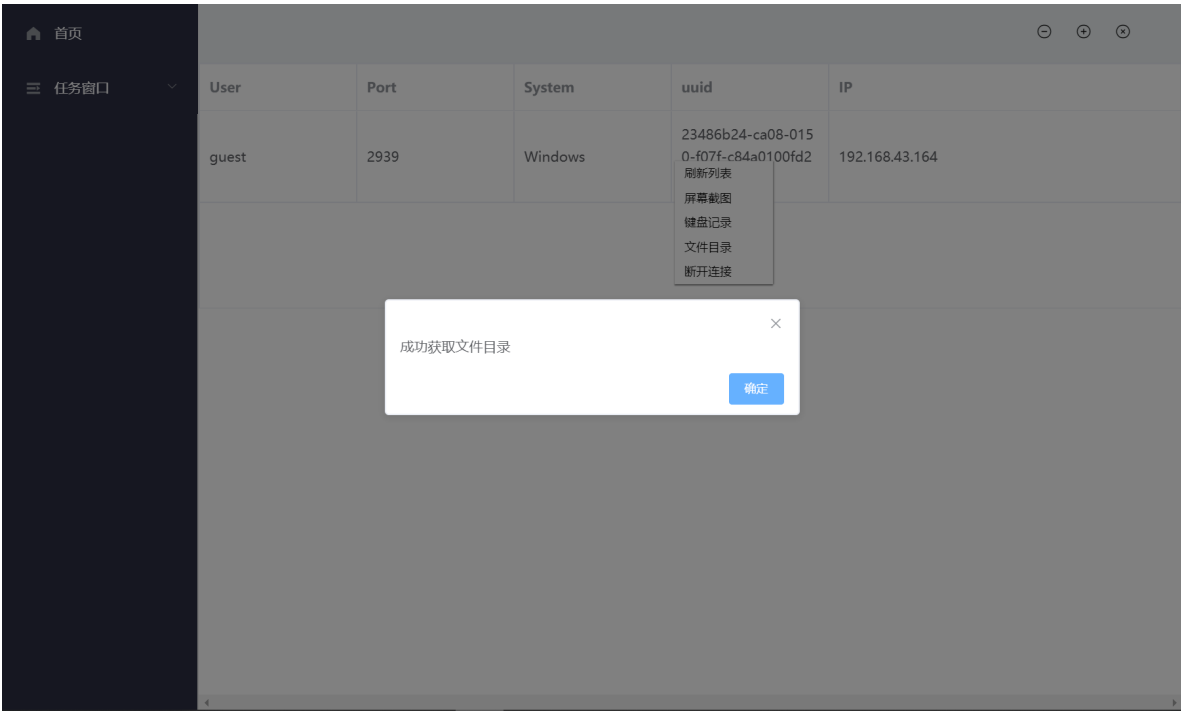 首页
任务窗口
User Port System uuid IP
guest 2939 Windows 23486b24-ca08-015 192.168.43.164
0-f07f-c84a0100fd2
刷新列表
屏幕截图
键盘记录
文件目录
断开连接
成功获取文件目录
确定